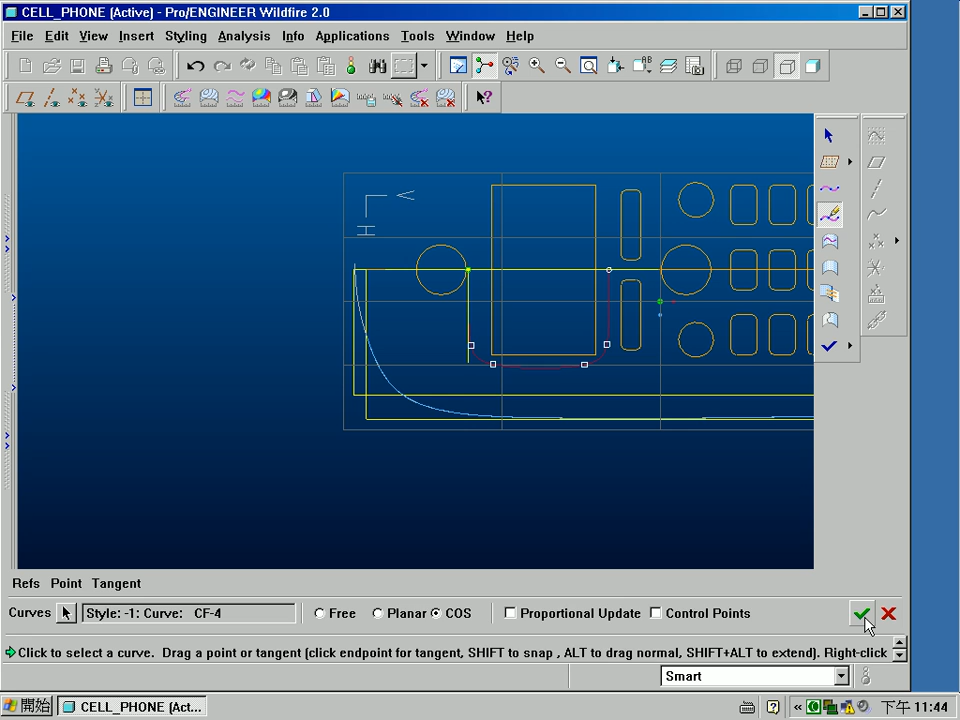 CELL_PHONE (Active) - Pro/ENGINEER Wildfire 2.0
File Edit View Insert Styling Analysis Info Applications Tools Window Help
Refs Point Tangent
Curves Style: -1: Curve: CF-4 Free Planar COS Proportional Update Control Points
Click to select a curve. Drag a point or tangent (click endpoint for tangent, SHIFT to snap , ALT to drag normal, SHIFT+ALT to extend). Right-click
Smart
開始 CELL_PHONE (Act... « 下午 11:44